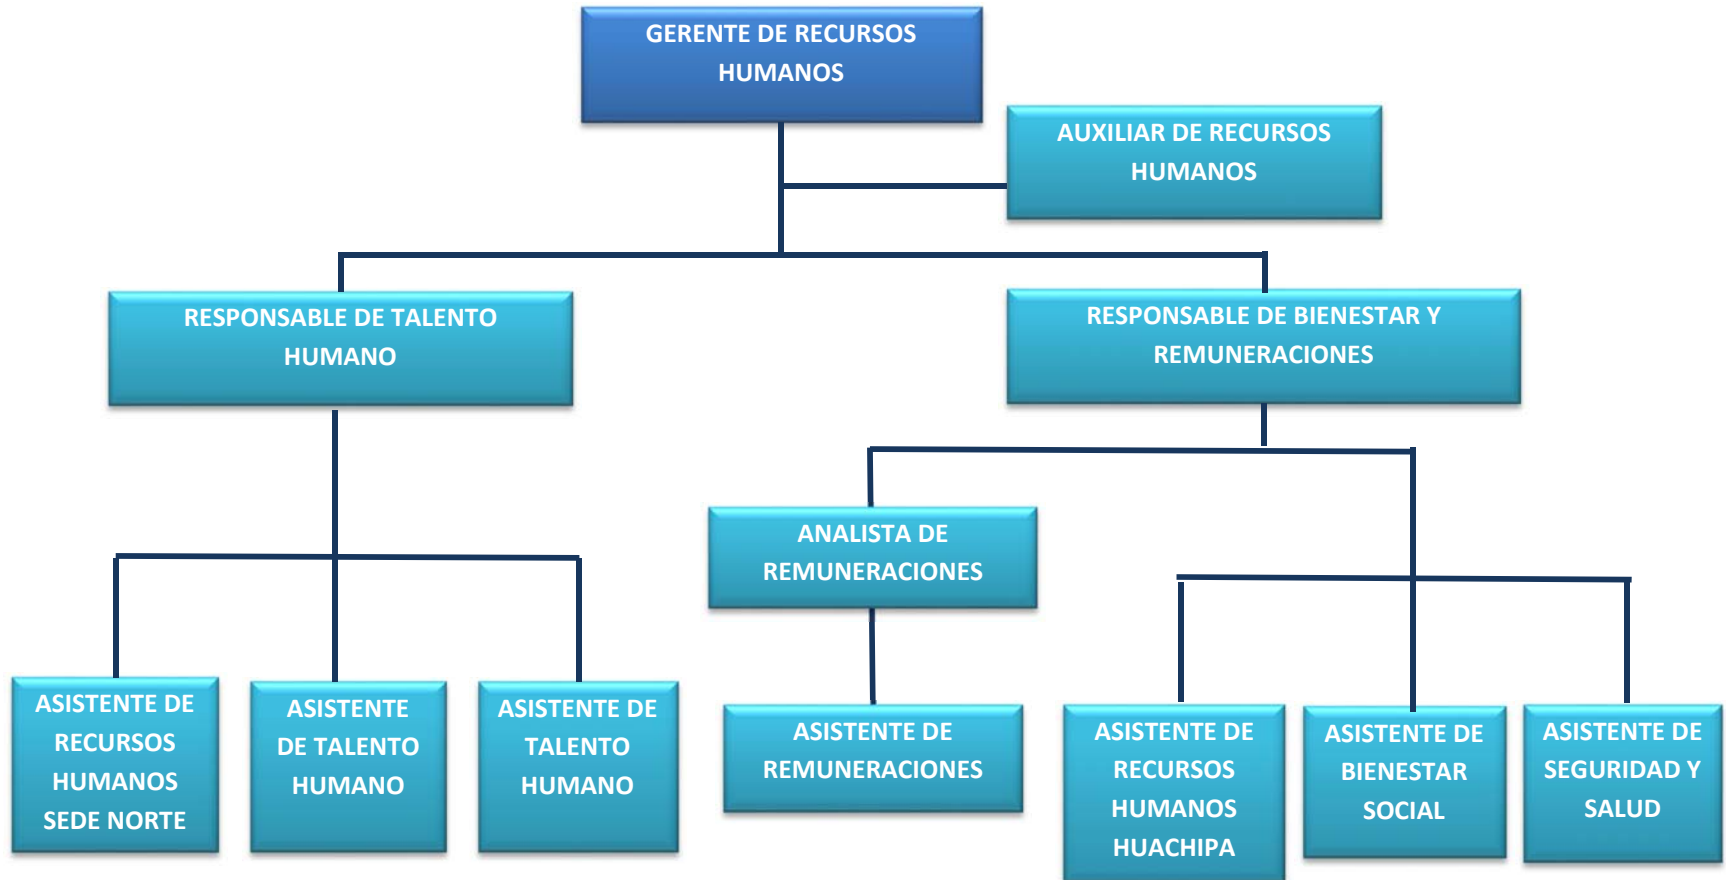 GERENTE DE RECURSOS
HUMANOS
AUXILIAR DE RECURSOS
HUMANOS
RESPONSABLE DE TALENTO
HUMANO
RESPONSABLE DE BIENESTAR Y
REMUNERACIONES
ANALISTA DE
REMUNERACIONES
ASISTENTE DE
RECURSOS
HUMANOS
SEDE NORTE
ASISTENTE
DE TALENTO
HUMANO
ASISTENTE DE
TALENTO
HUMANO
ASISTENTE DE
REMUNERACIONES
ASISTENTE DE
RECURSOS
HUMANOS
HUACHIPA
ASISTENTE DE
BIENESTAR
SOCIAL
ASISTENTE DE
SEGURIDAD Y
SALUD